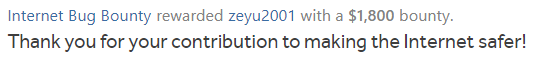 Internet Bug Bounty rewarded zeyu2001 with a $1,800 bounty.
Thank you for your contribution to making the Internet safer!